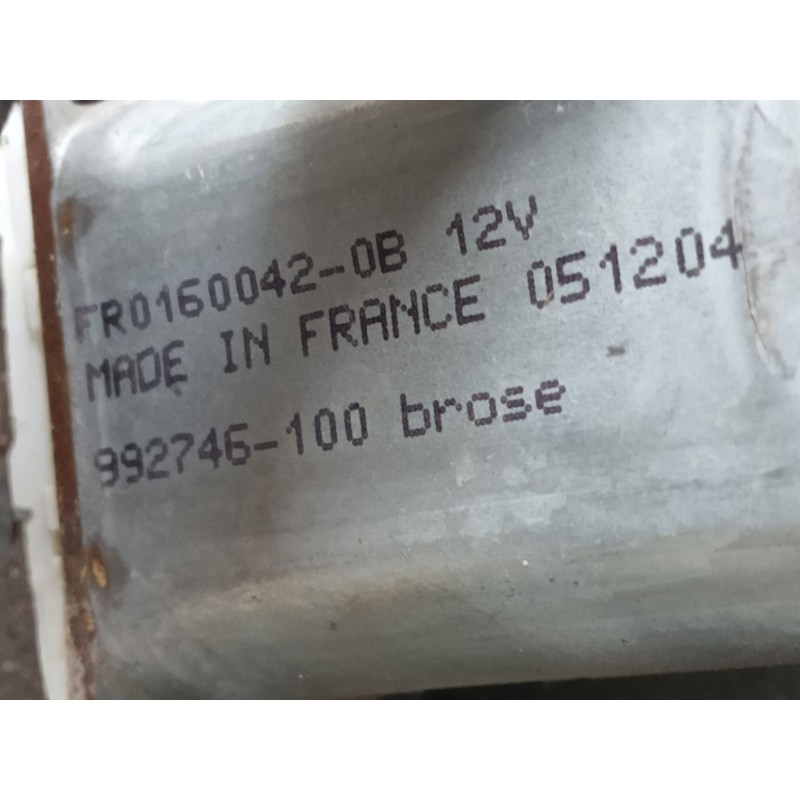 FR0160042-0B 12V
MADE IN FRANCE 051204
992746-100 brose